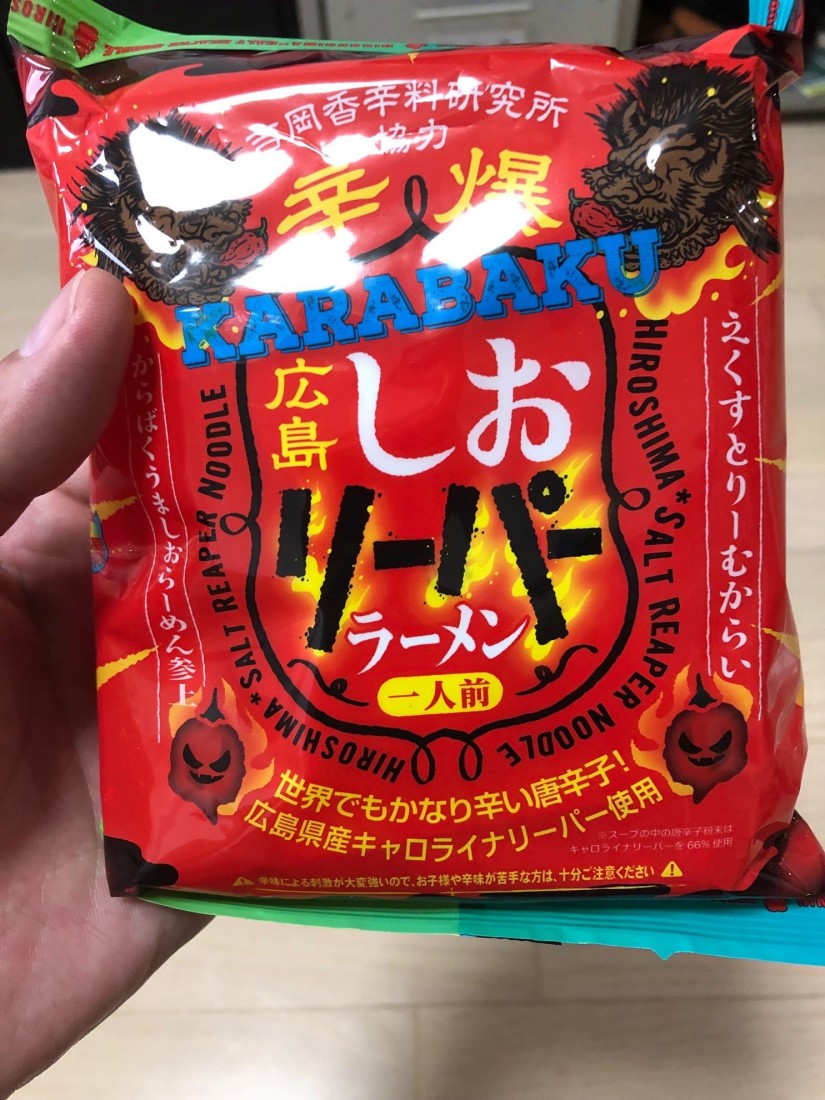 岡香辛料研究所
協力
辛爆
KARABAKU
広島
しお
リーパー
ラーメン
一人前
えくすとりーむからい
からばくうましおらーめん参上
HIROSHIMA*SALT REAPER NOODLE
HIROSHIMA*SALT REAPER NOODLE
世界でもかなり辛い唐辛子!
広島県産キャロライナリーパー使用
※スープの中の唐辛子粉末は
キャロライナリーパーを66%使用
辛味による刺激が大変強いので、お子様や辛味が苦手な方は、十分ご注意ください